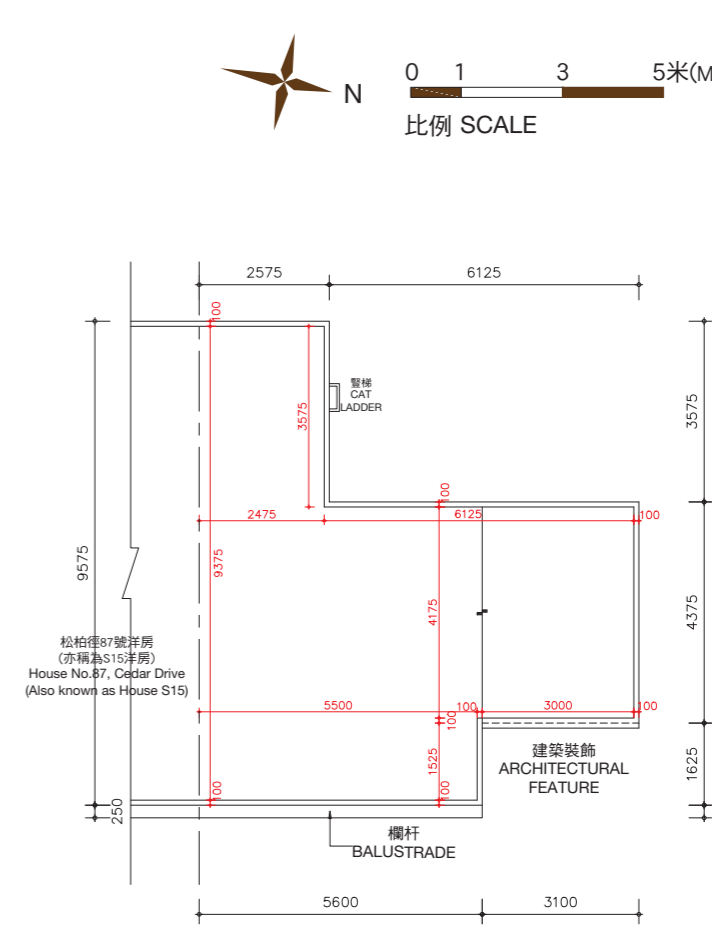 N
0 1 3 5米(M
比例 SCALE
2575 6125
100
豎梯
CAT
LADDER
3575
3575
100
2475 6125 100
9575
9375
4175
4375
松柏徑87號洋房
(亦稱為S15洋房)
House No.87, Cedar Drive
(Also known as House S15)
5500 100 3000 100
100
1525
1625
建築裝飾
ARCHITECTURAL
FEATURE
100
100
250
欄杆
BALUSTRADE
5600 3100